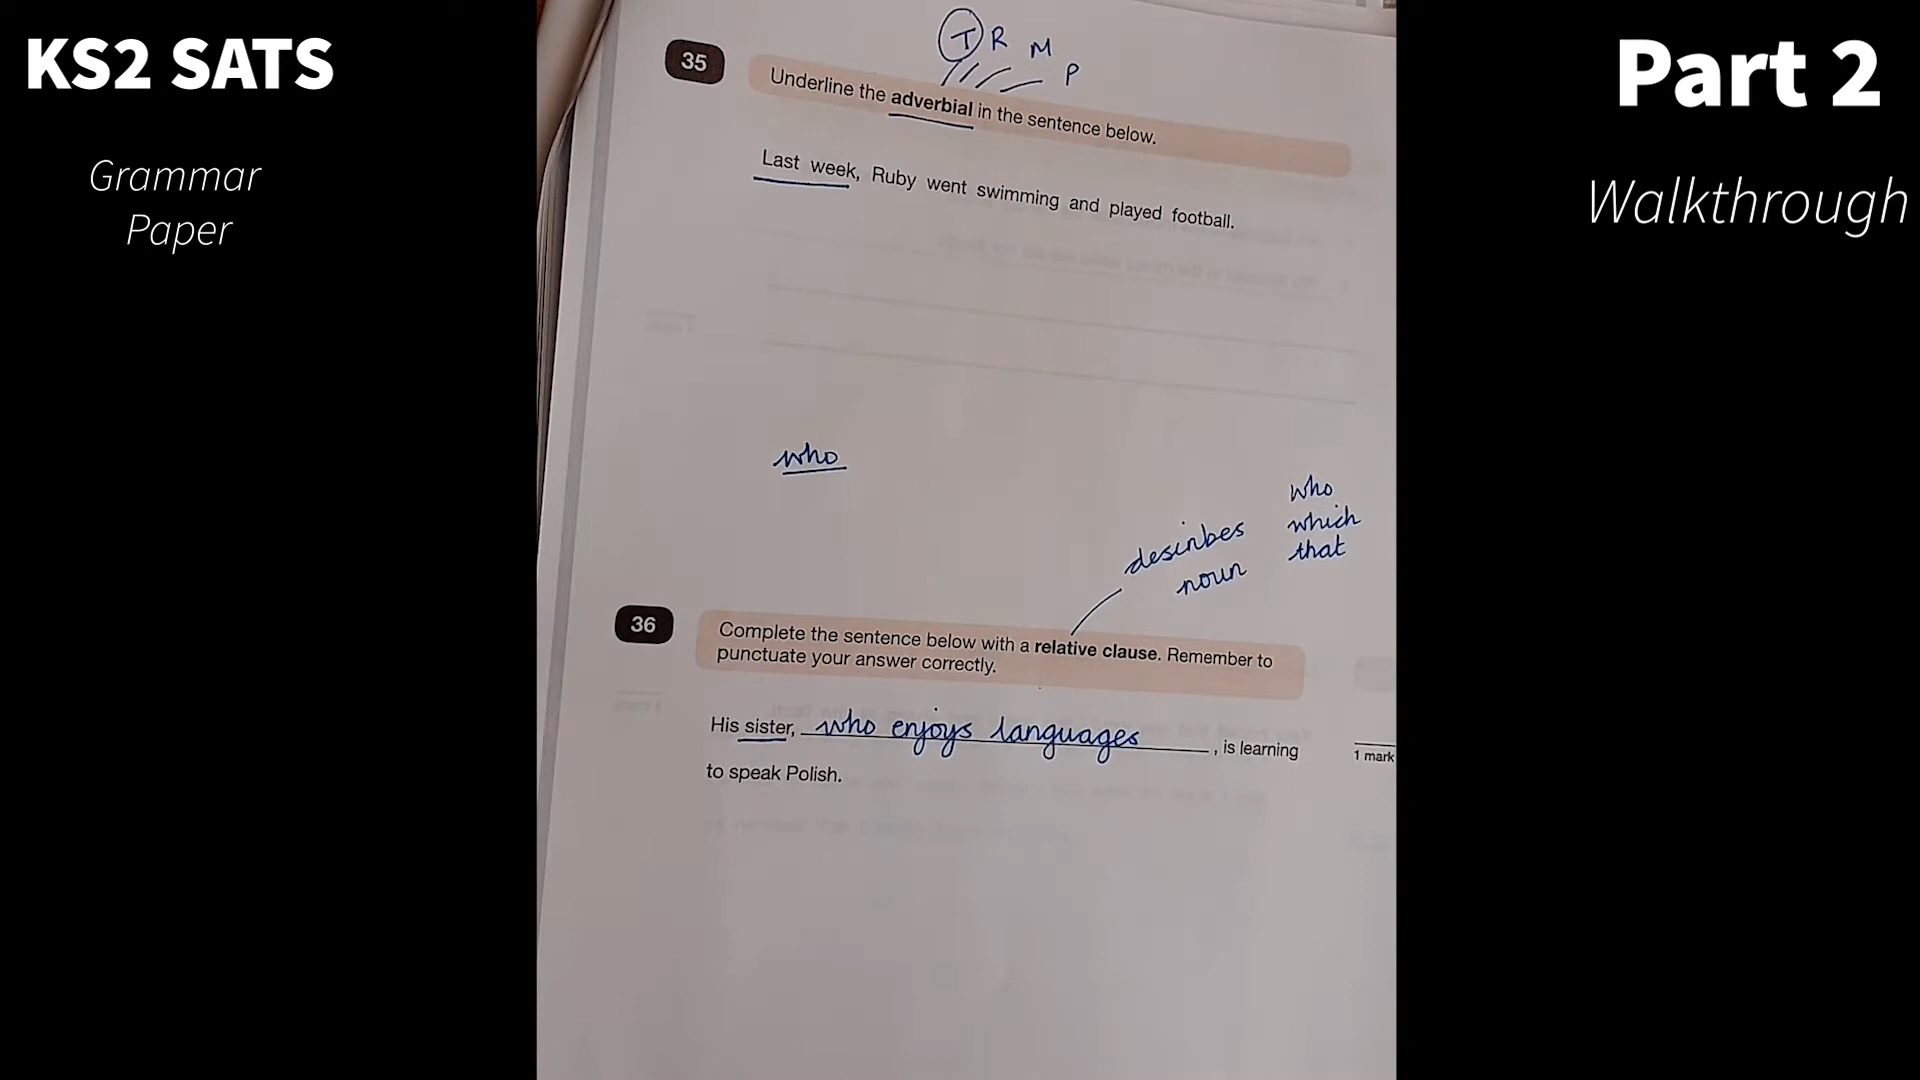 KS2 SATS
Grammar
Paper
Part 2
Walkthrough
T R M P
35
Underline the adverbial in the sentence below.
Last week, Ruby went swimming and played football.
who
who
which
that
describes
noun
36
Complete the sentence below with a relative clause. Remember to
punctuate your answer correctly.
His sister, who enjoys languages, is learning
to speak Polish.
1 mark